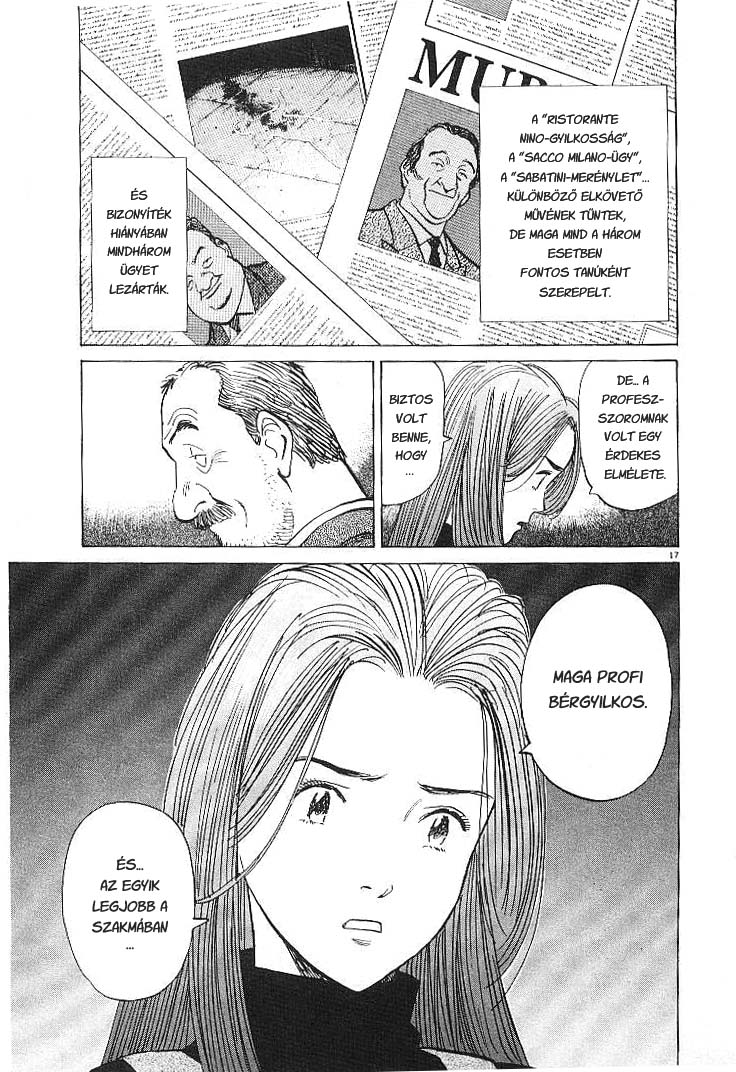 A "RISTORANTE
NINO-GYILKOSSÁG",
A "SACCO MILANO-ÜGY",
A "SABATINI-MERÉNYLET"...
KÜLÖNBÖZŐ ELKÖVETŐ
MŰVÉNEK TŰNTEK,
DE MAGA MIND A HÁROM
ESETBEN
FONTOS TANÚKÉNT
SZEREPELT.
ÉS
BIZONYÍTÉK
HIÁNYÁBAN
MINDHÁROM
ÜGYET
LEZÁRTÁK.
DE... A
PROFESZ-
SZOROMNAK
VOLT EGY
ÉRDEKES
ELMÉLETE.
BIZTOS
VOLT
BENNE,
HOGY
...
17
MAGA PROFI
BÉRGYILKOS.
ÉS...
AZ EGYIK
LEGJOBB A
SZAKMÁBAN
...